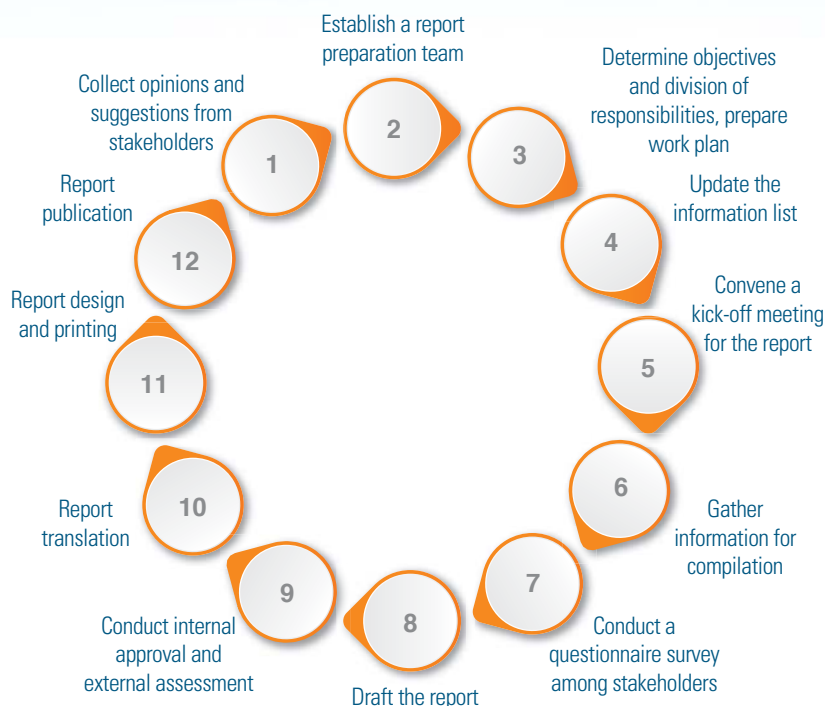 1
Collect opinions and
suggestions from
stakeholders
2
Establish a report
preparation team
3
Determine objectives
and division of
responsibilities, prepare
work plan
4
Update the
information list
5
Convene a
kick-off meeting
for the report
6
Gather
information for
compilation
7
Conduct a
questionnaire survey
among stakeholders
8
Draft the report
9
Conduct internal
approval and
external assessment
10
Report
translation
11
Report design
and printing
12
Report
publication